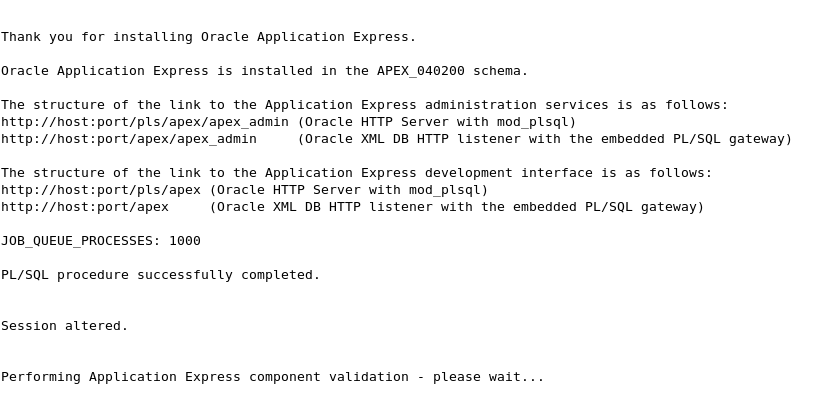 Thank you for installing Oracle Application Express.
Oracle Application Express is installed in the APEX_040200 schema.
The structure of the link to the Application Express administration services is as follows:
http://host:port/pls/apex/apex_admin (Oracle HTTP Server with mod_plsql)
http://host:port/apex/apex_admin     (Oracle XML DB HTTP listener with the embedded PL/SQL gateway)
The structure of the link to the Application Express development interface is as follows:
http://host:port/pls/apex (Oracle HTTP Server with mod_plsql)
http://host:port/apex     (Oracle XML DB HTTP listener with the embedded PL/SQL gateway)
JOB_QUEUE_PROCESSES: 1000
PL/SQL procedure successfully completed.
Session altered.
Performing Application Express component validation - please wait...